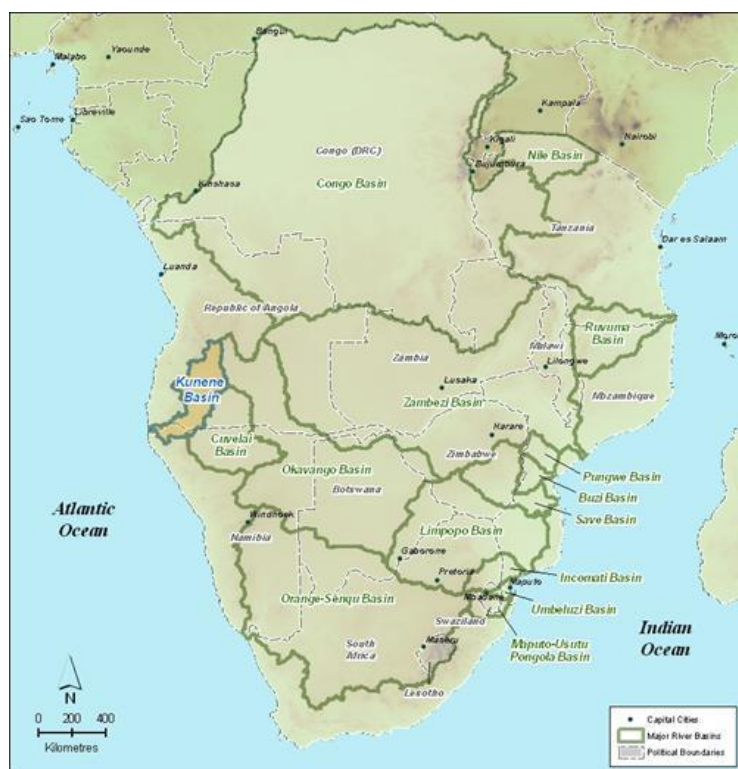 Bangui
Yaounde
Malabo
Kampala
Libreville
Sao Tome
Nairobi
Kigali
Congo (DRC)
Nile Basin
Bujumbura
Congo Basin
Kinshasa
Tanzania
Dar es Salaam
Luanda
Republic of Angola
Ruvuma
Basin
Moro
Malawi
Zambia
Lilongwe
Kunene
Basin
Lusaka
Mozambique
Zambezi Basin
Harare
Cuvelai
Basin
Zimbabwe
Okavango Basin
Pungwe Basin
Botswana
Buzi Basin
Atlantic
Ocean
Save Basin
Windhoek
Limpopo Basin
Namibia
Gaborone
Pretoria
Incomati Basin
Maputo
Mbabane
Orange-Senqu Basin
Umbeluzi Basin
Swaziland
Indian
Ocean
Maputo-Usutu
Pongola Basin
South
Africa
Maseru
Lesotho
N
0 200 400
Kilometres
Capital Cities
Major River Basins
Political Boundaries